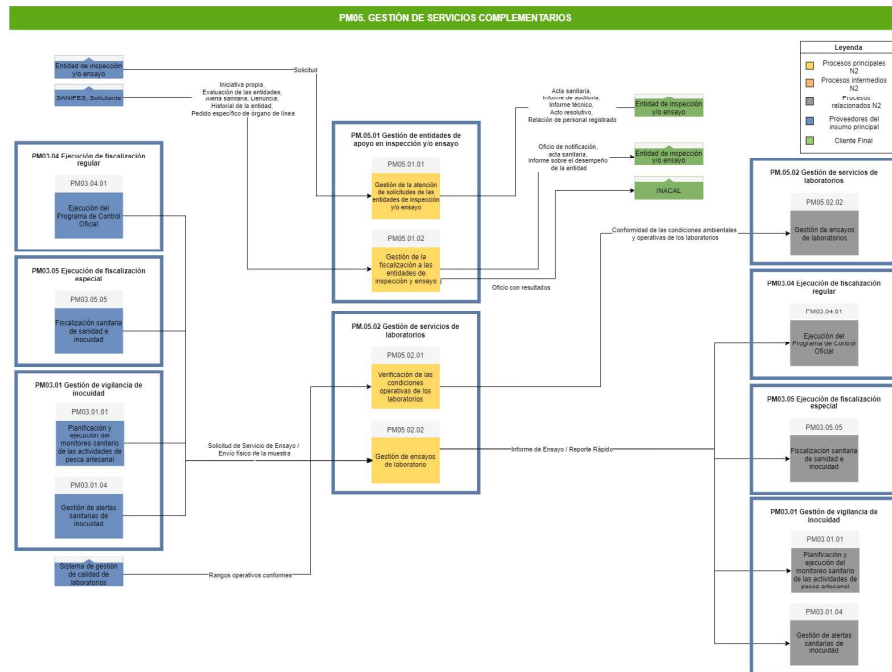 PM05. GESTIÓN DE SERVICIOS COMPLEMENTARIOS
Leyenda
Procesos principales
N2
Procesos intermedios
N2
Procesos
relacionados N2
Proveedores del
insumo principal
Cliente Final
Entidad de inspección
y/o ensayo
Solicitud
SANIPES, Solicitante
Iniciativa propia,
Evaluación de las entidades,
Alerta sanitaria, Denuncia,
Historial de la entidad,
Pedido específico de órgano de línea
PM03.04 Ejecución de fiscalización
regular
PM03.04.01
Ejecución del
Programa de Control
Oficial
PM03.05 Ejecución de fiscalización
especial
PM03.05.05
Fiscalización sanitaria
de sanidad e
inocuidad
PM03.01 Gestión de vigilancia de
inocuidad
PM03.01.01
Planificación y
ejecución del
monitoreo sanitario
de las actividades de
pesca artesanal
PM03.01.04
Gestión de alertas
sanitarias de
inocuidad
Sistema de gestión
de calidad de
laboratorios
Solicitud de Servicio de Ensayo /
Envío físico de la muestra
Rangos operativos conformes
PM.05.01 Gestión de entidades de
apoyo en inspección y/o ensayo
PM05.01.01
Gestión de la atención
de solicitudes de las
entidades de inspección
y/o ensayo
PM05.01.02
Gestión de la
fiscalización a las
entidades de
inspección y ensayo
PM.05.02 Gestión de servicios de
laboratorios
PM05.02.01
Verificación de las
condiciones
operativas de los
laboratorios
PM05.02.02
Gestión de ensayos
de laboratorio
Acta sanitaria,
Informe de auditoría,
Informe técnico,
Acto resolutivo,
Relación de personal registrado
Entidad de inspección
y/o ensayo
Oficio de notificación,
acta sanitaria,
Informe sobre el desempeño
de la entidad
Entidad de inspección
y/o ensayo
INACAL
Oficio con resultados
Conformidad de las condiciones ambientales
y operativas de los laboratorios
Informe de Ensayo / Reporte Rápido
PM.05.02 Gestión de servicios de
laboratorios
PM05.02.02
Gestión de ensayos
de laboratorios
PM03.04 Ejecución de fiscalización
regular
PM03.04.01
Ejecución del
Programa de Control
Oficial
PM03.05 Ejecución de fiscalización
especial
PM03.05.05
Fiscalización sanitaria
de sanidad e
inocuidad
PM03.01 Gestión de vigilancia de
inocuidad
PM03.01.01
Planificación y
ejecución del
monitoreo sanitario
de las actividades de
pesca artesanal
PM03.01.04
Gestión de alertas
sanitarias de
inocuidad